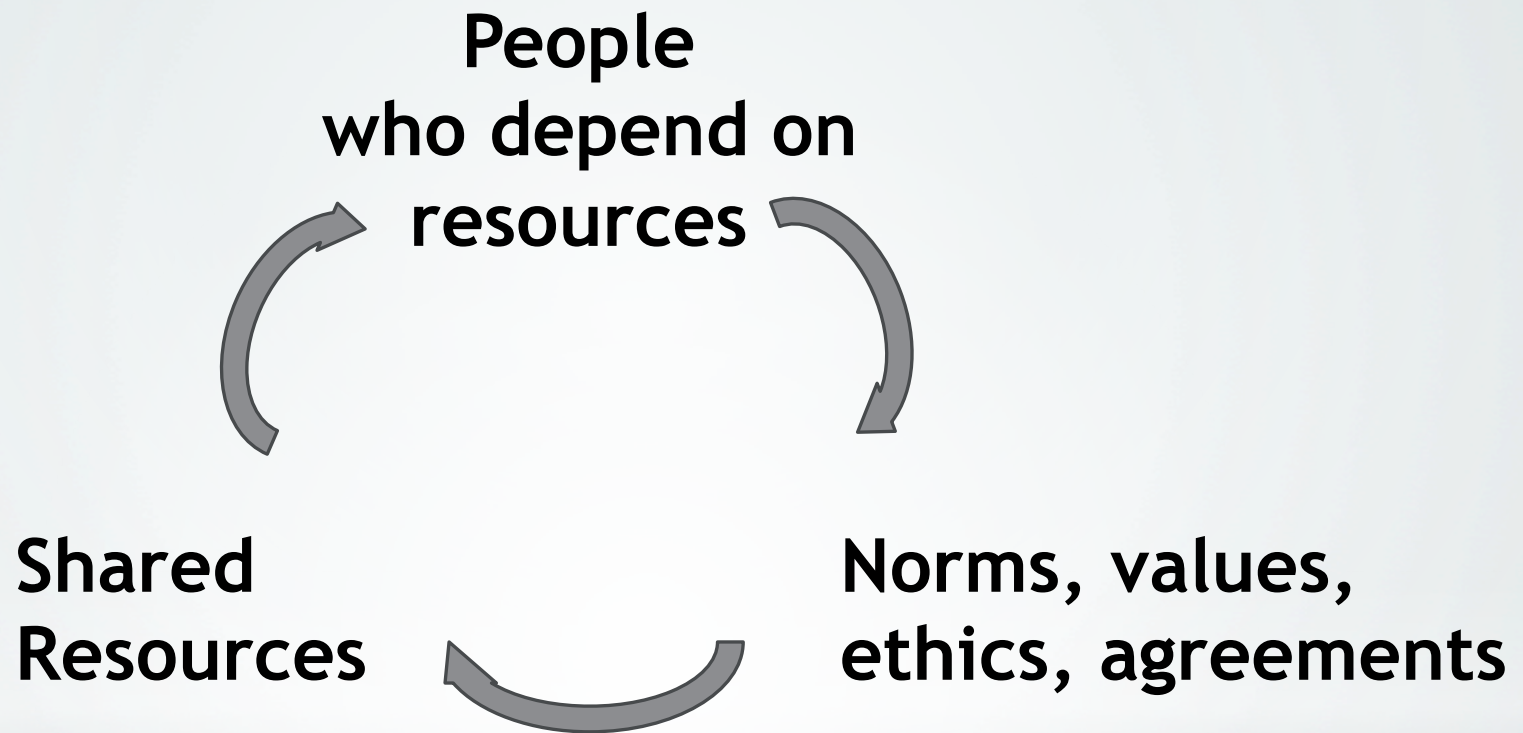 People
who depend on
resources
Shared
Resources
Norms, values,
ethics, agreements